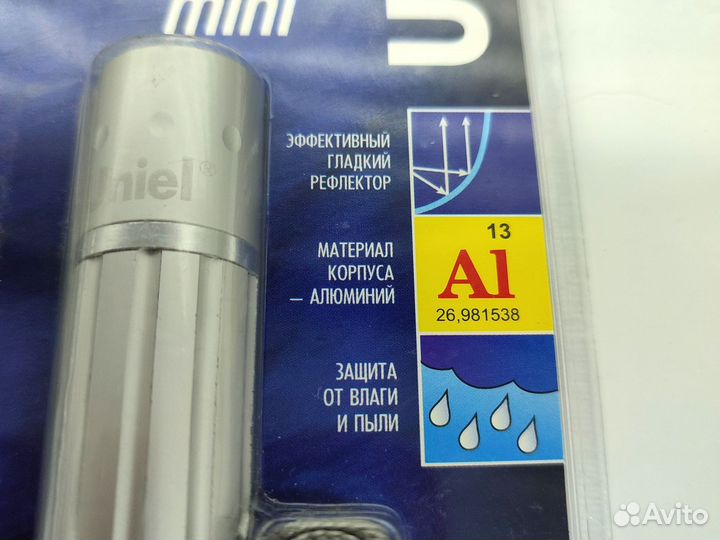 mini
Uniel®
ЭФФЕКТИВНЫЙ
ГЛАДКИЙ
РЕФЛЕКТОР
МАТЕРИАЛ
КОРПУСА
– АЛЮМИНИЙ
13
Al
26,981538
ЗАЩИТА
ОТ ВЛАГИ
И ПЫЛИ
Avito